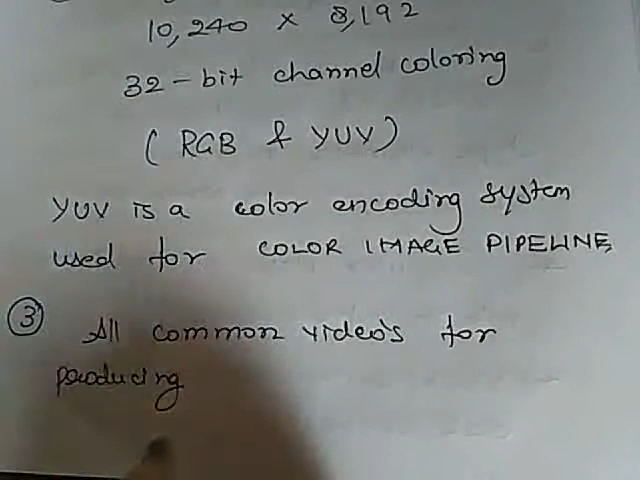 10,240 x 8,192
32-bit channel coloring
(RGB & YUV)
YUV is a color encoding system
used for COLOR IMAGE PIPELINE
③ All common video's for
producing